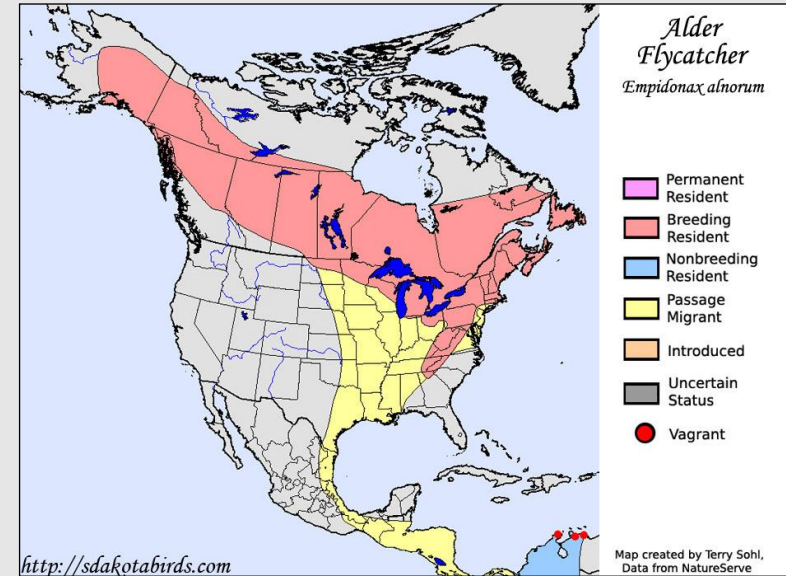 Alder
Flycatcher
Empidonax alnorum
Permanent
Resident
Breeding
Resident
Nonbreeding
Resident
Passage
Migrant
Introduced
Uncertain
Status
Vagrant
http://sdakotabirds.com
Map created by Terry Sohl,
Data from NatureServe